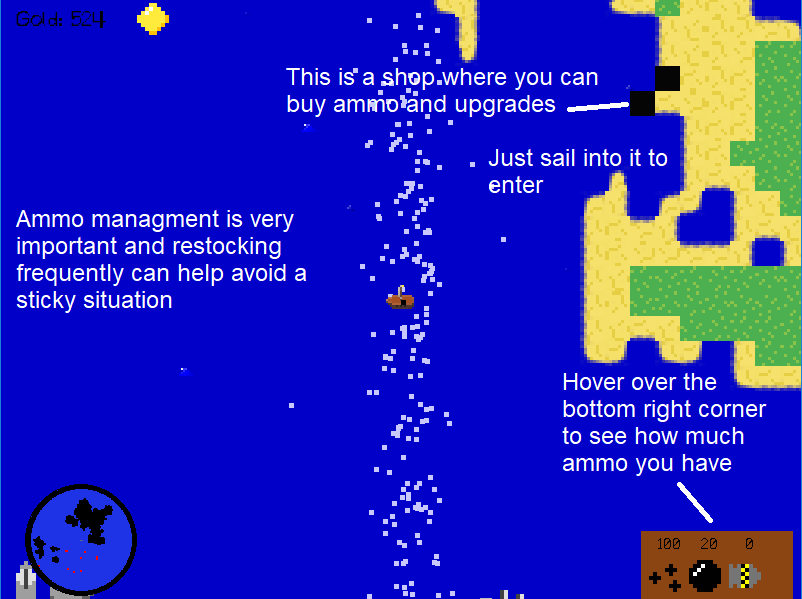 Gold: 524
This is a shop where you can
buy ammo and upgrades
Just sail into it to
enter
Ammo managment is very
important and restocking
frequently can help avoid a
sticky situation
Hover over the
bottom right corner
to see how much
ammo you have
100 20 0